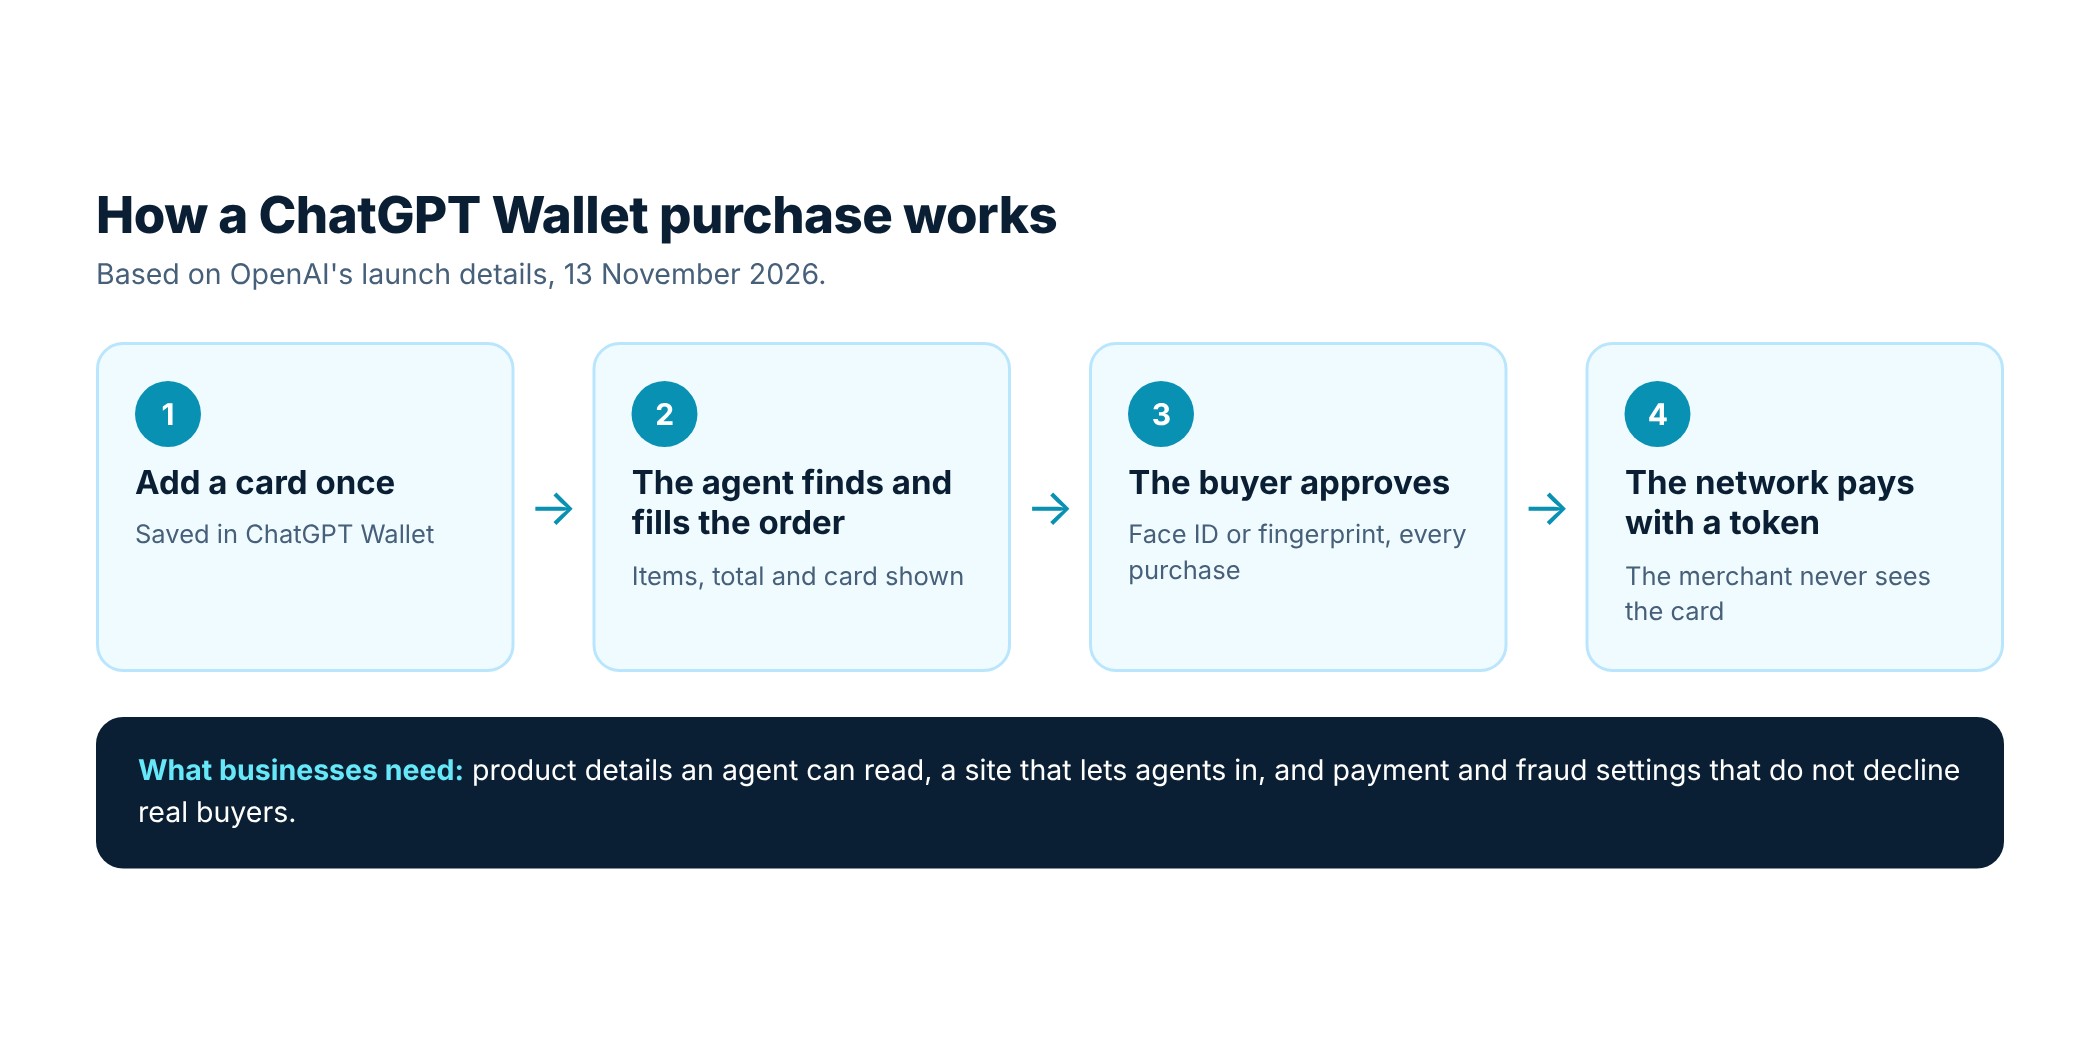 How a ChatGPT Wallet purchase works
Based on OpenAI's launch details, 13 November 2026.
1
Add a card once
Saved in ChatGPT Wallet
→
2
The agent finds and
fills the order
Items, total and card shown
→
3
The buyer approves
Face ID or fingerprint, every
purchase
→
4
The network pays
with a token
The merchant never sees
the card
What businesses need: product details an agent can read, a site that lets agents in, and payment and fraud settings that do not decline
real buyers.